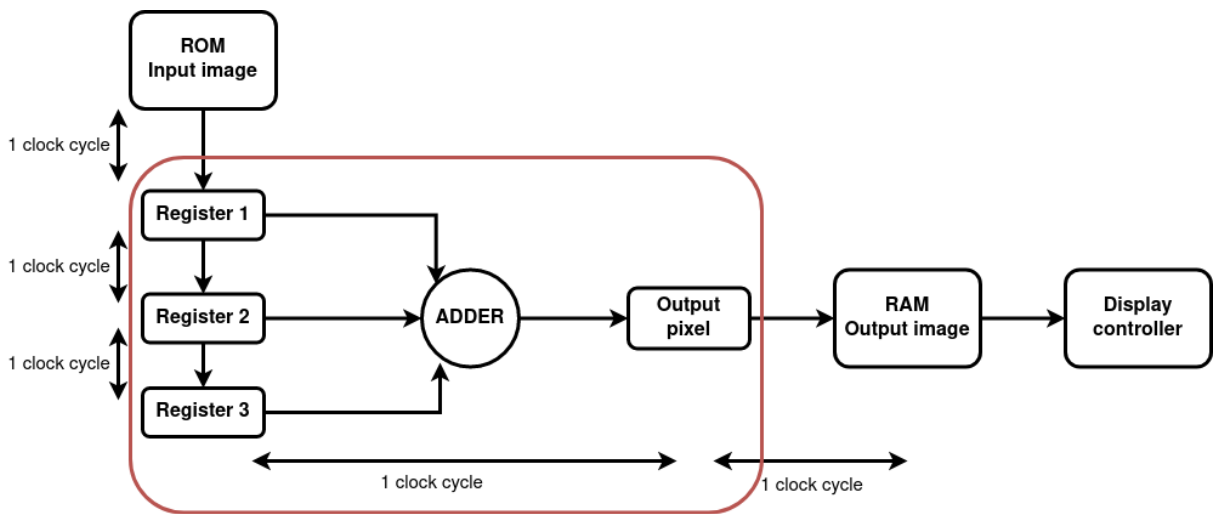 ROM
Input image
1 clock cycle
Register 1
1 clock cycle
Register 2
ADDER
Output
pixel
RAM
Output image
Display
controller
1 clock cycle
Register 3
1 clock cycle
1 clock cycle